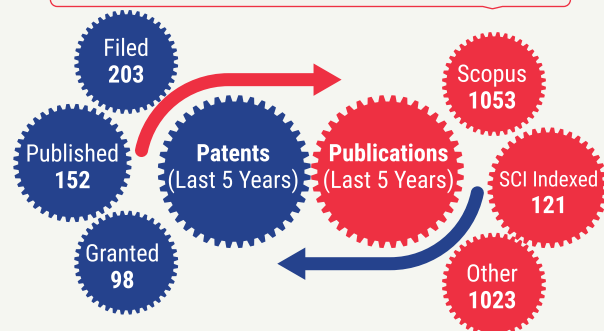 Filed
203
Published
152
Granted
98
Patents
(Last 5 Years)
Publications
(Last 5 Years)
Scopus
1053
SCI Indexed
121
Other
1023